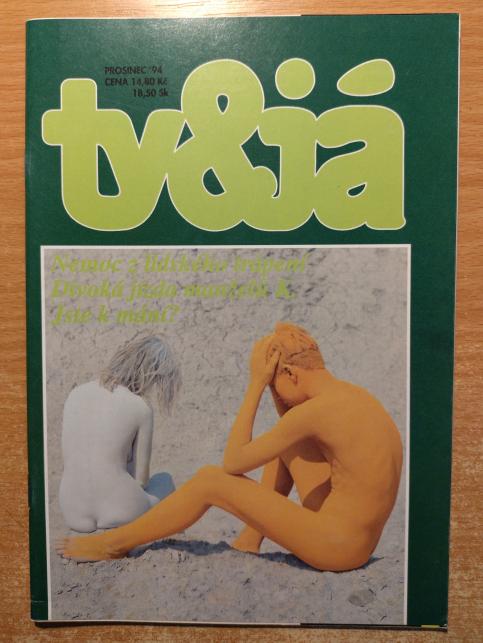 PROSINEC '94
CENA 14,80 Kč
18,50 Sk
ty&já
Nemoc z lidského trápení
Divoká jízda manželů K.
Jste k mání?